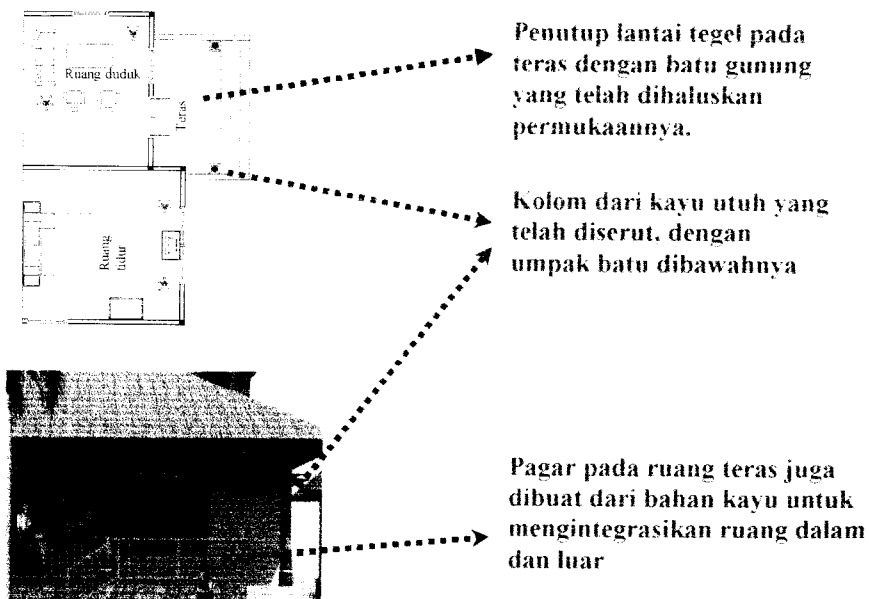 Penutup lantai tegel pada
teras dengan batu gunung
yang telah dihaluskan
permukaannya.
Ruang duduk
Teras
Kolom dari kayu utuh yang
telah diserut, dengan
umpak batu dibawahnya
Ruang
tidur
Pagar pada ruang teras juga
dibuat dari bahan kayu untuk
mengintegrasikan ruang dalam
dan luar